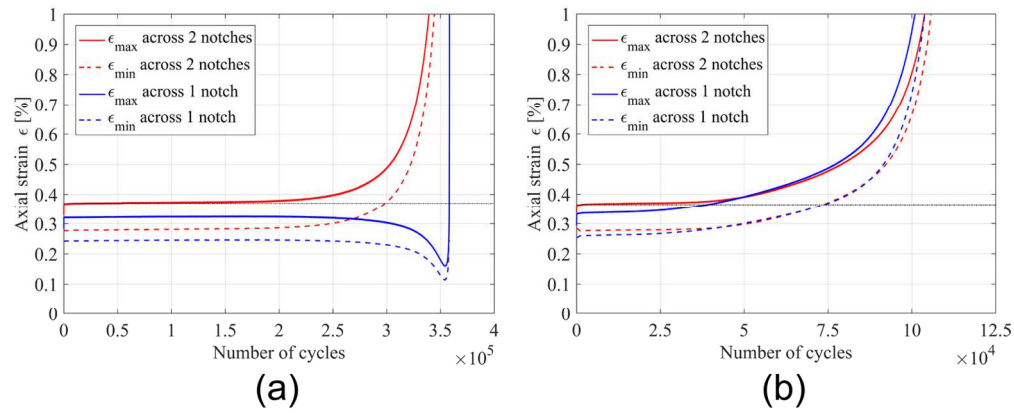 1
0.9
0.8
0.7
0.6
0.5
0.4
0.3
0.2
0.1
0
Axial strain ϵ [%]
ϵmax across 2 notches
ϵmin across 2 notches
ϵmax across 1 notch
ϵmin across 1 notch
0 0.5 1 1.5 2 2.5 3 3.5 4
Number of cycles
×10^5
(a)
1
0.9
0.8
0.7
0.6
0.5
0.4
0.3
0.2
0.1
0
Axial strain ϵ [%]
ϵmax across 2 notches
ϵmin across 2 notches
ϵmax across 1 notch
ϵmin across 1 notch
0 2.5 5 7.5 10 12.5
Number of cycles
×10^4
(b)